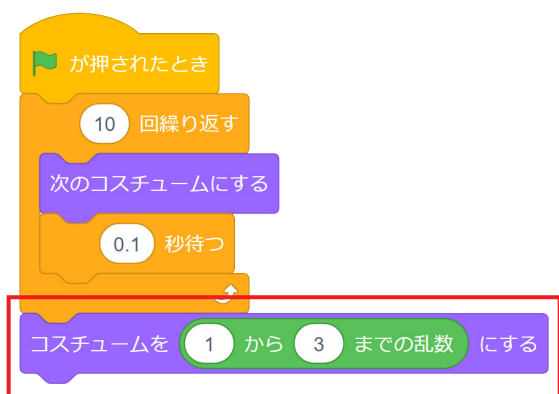 が押されたとき
10 回繰り返す
次のコスチュームにする
0.1 秒待つ
コスチュームを 1 から 3 までの乱数 にする